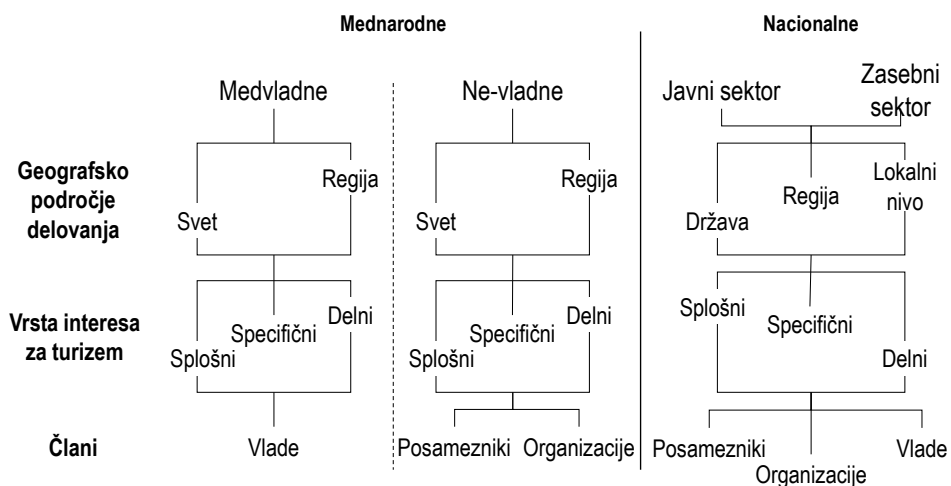 Mednarodne
Nacionalne
Medvladne
Ne-vladne
Javni sektor
Zasebni
sektor
Geografsko
področje
delovanja
Svet
Regija
Svet
Regija
Država
Regija
Lokalni
nivo
Vrsta interesa
za turizem
Splošni
Specifični
Delni
Splošni
Specifični
Delni
Splošni
Specifični
Delni
Člani
Vlade
Posamezniki
Organizacije
Posamezniki
Organizacije
Vlade